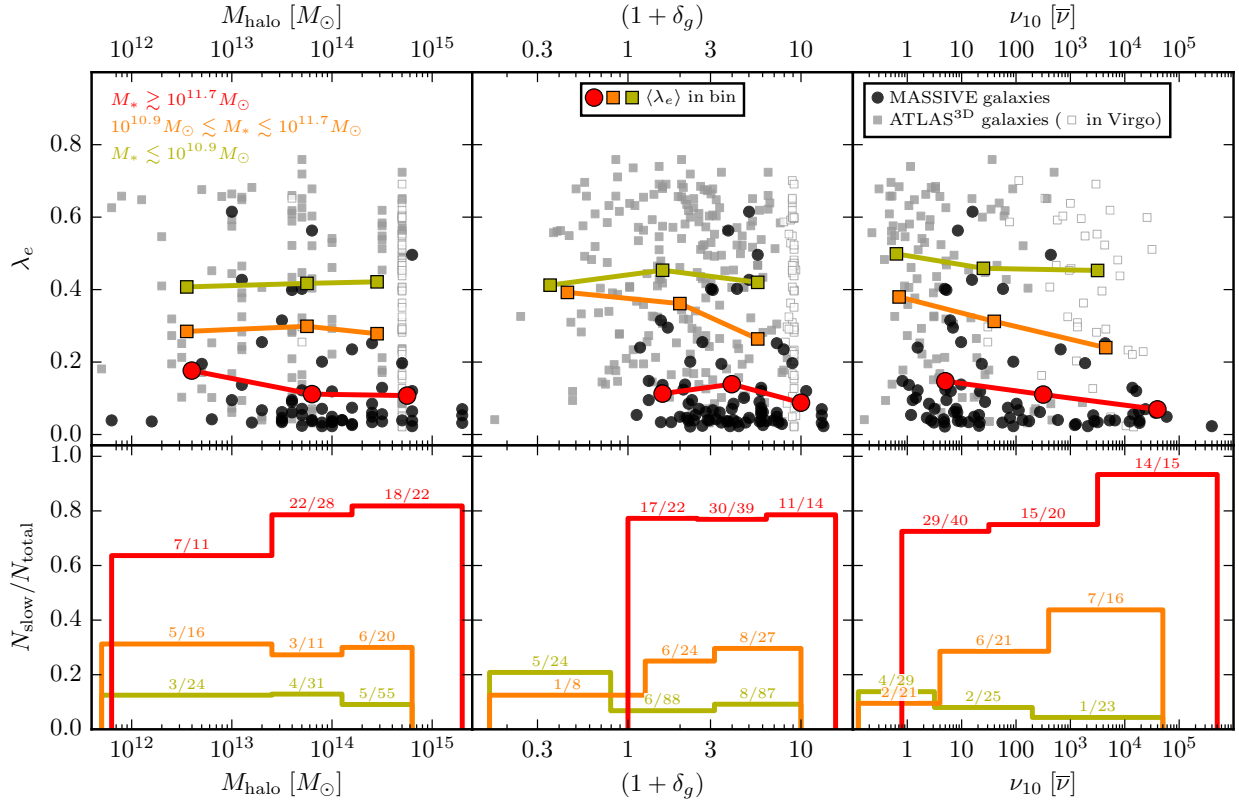 M_halo [M_⊙]
(1 + δ_g)
ν_10 [ν̅]
10^12 10^13 10^14 10^15
0.3 1 3 10
1 10 100 10^3 10^4 10^5
M_* ≳ 10^11.7 M_⊙
10^10.9 M_⊙ ≲ M_* ≲ 10^11.7 M_⊙
M_* ≲ 10^10.9 M_⊙
⟨λ_e⟩ in bin
MASSIVE galaxies
ATLAS^3D galaxies ( in Virgo)
λ_e
0.8
0.6
0.4
0.2
0.0
N_slow/N_total
1.0
0.8
0.6
0.4
0.2
0.0
7/11
22/28
18/22
5/16
3/11
6/20
3/24
4/31
5/55
17/22
30/39
11/14
5/24
1/8
6/24
8/27
6/88
8/87
29/40
15/20
14/15
4/29
2/21
6/21
7/16
2/25
1/23
10^12 10^13 10^14 10^15
0.3 1 3 10
1 10 100 10^3 10^4 10^5
M_halo [M_⊙]
(1 + δ_g)
ν_10 [ν̅]